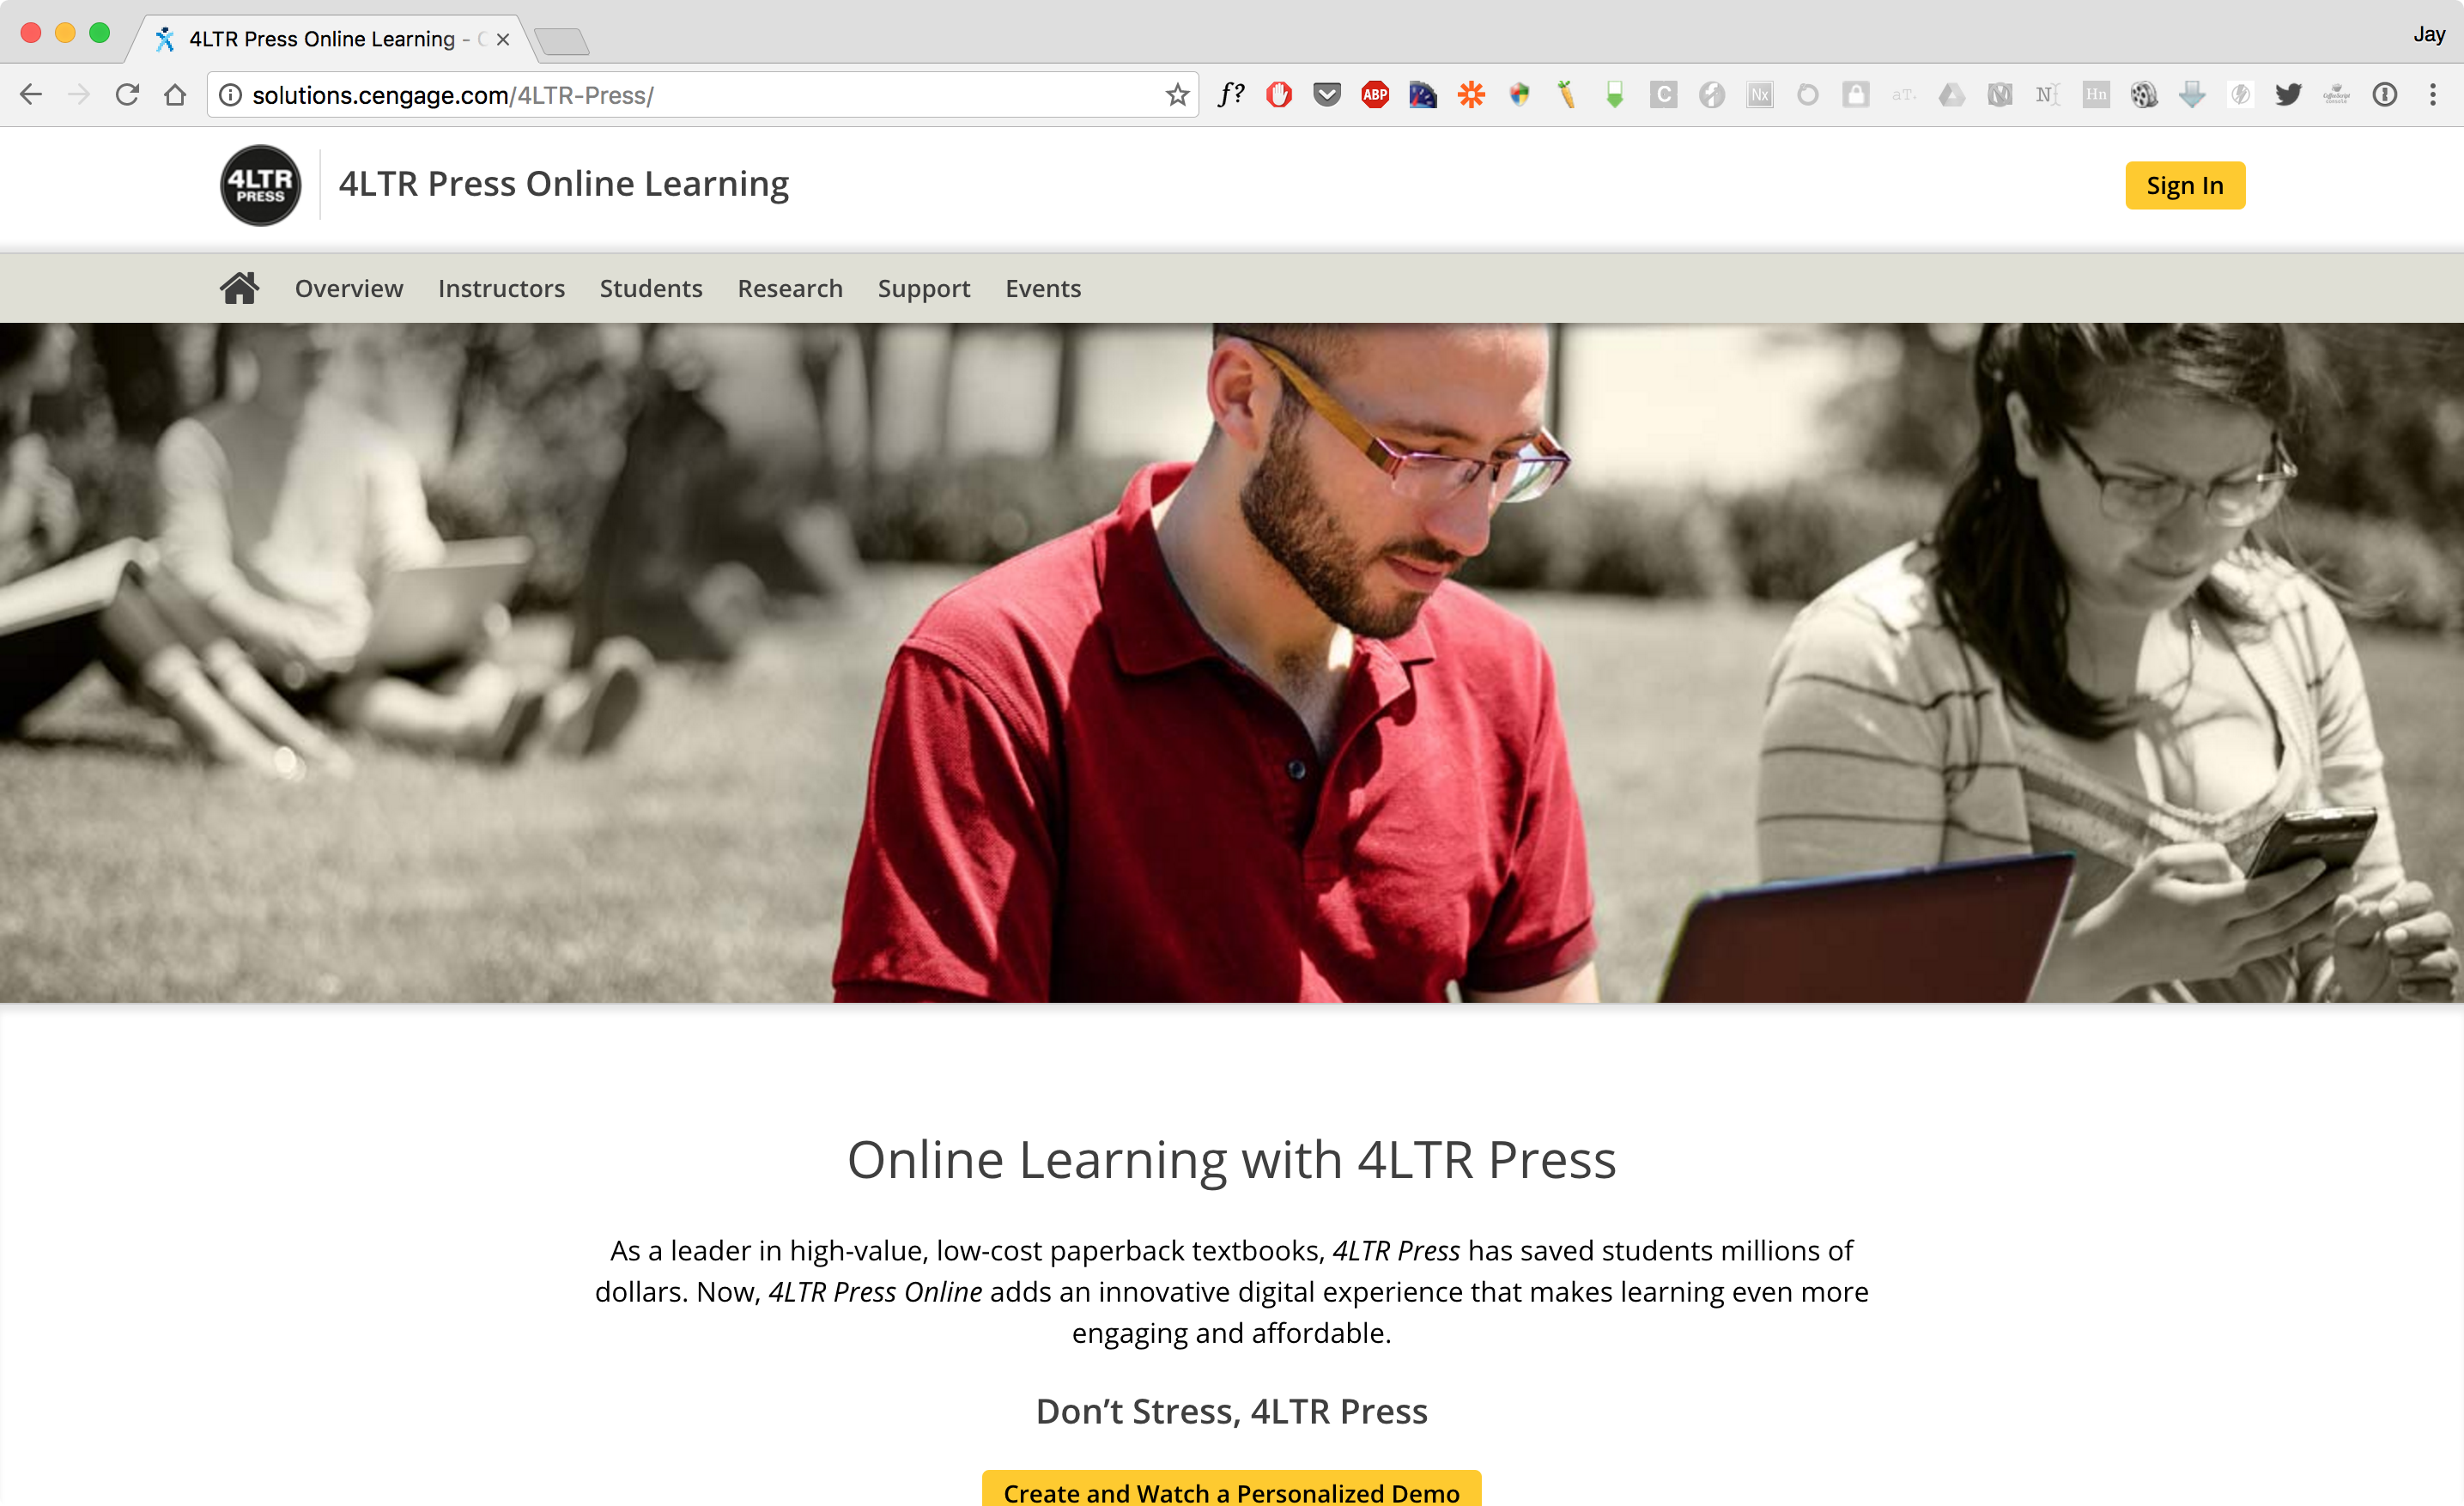 4LTR Press Online Learning -
Jay
solutions.cengage.com/4LTR-Press/
f?
ABP
C
Nx
aT.
N
Hn
4LTR
PRESS
4LTR Press Online Learning
Sign In
Overview
Instructors
Students
Research
Support
Events
Online Learning with 4LTR Press
As a leader in high-value, low-cost paperback textbooks, 4LTR Press has saved students millions of
dollars. Now, 4LTR Press Online adds an innovative digital experience that makes learning even more
engaging and affordable.
Don’t Stress, 4LTR Press
Create and Watch a Personalized Demo